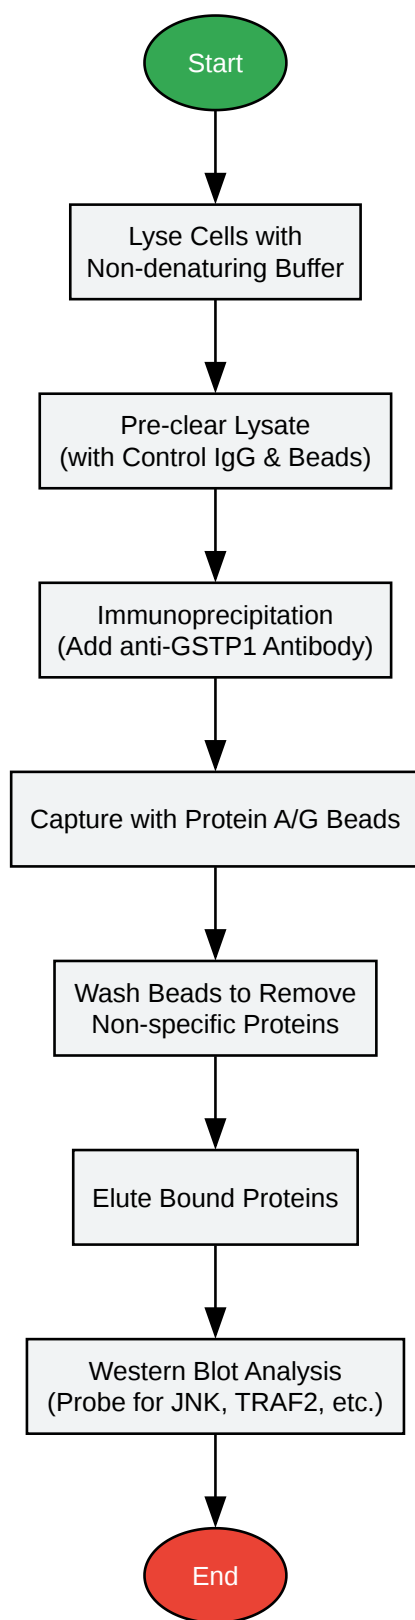 Start
Lyse Cells with
Non-denaturing Buffer
Pre-clear Lysate
(with Control IgG & Beads)
Immunoprecipitation
(Add anti-GSTP1 Antibody)
Capture with Protein A/G Beads
Wash Beads to Remove
Non-specific Proteins
Elute Bound Proteins
Western Blot Analysis
(Probe for JNK, TRAF2, etc.)
End